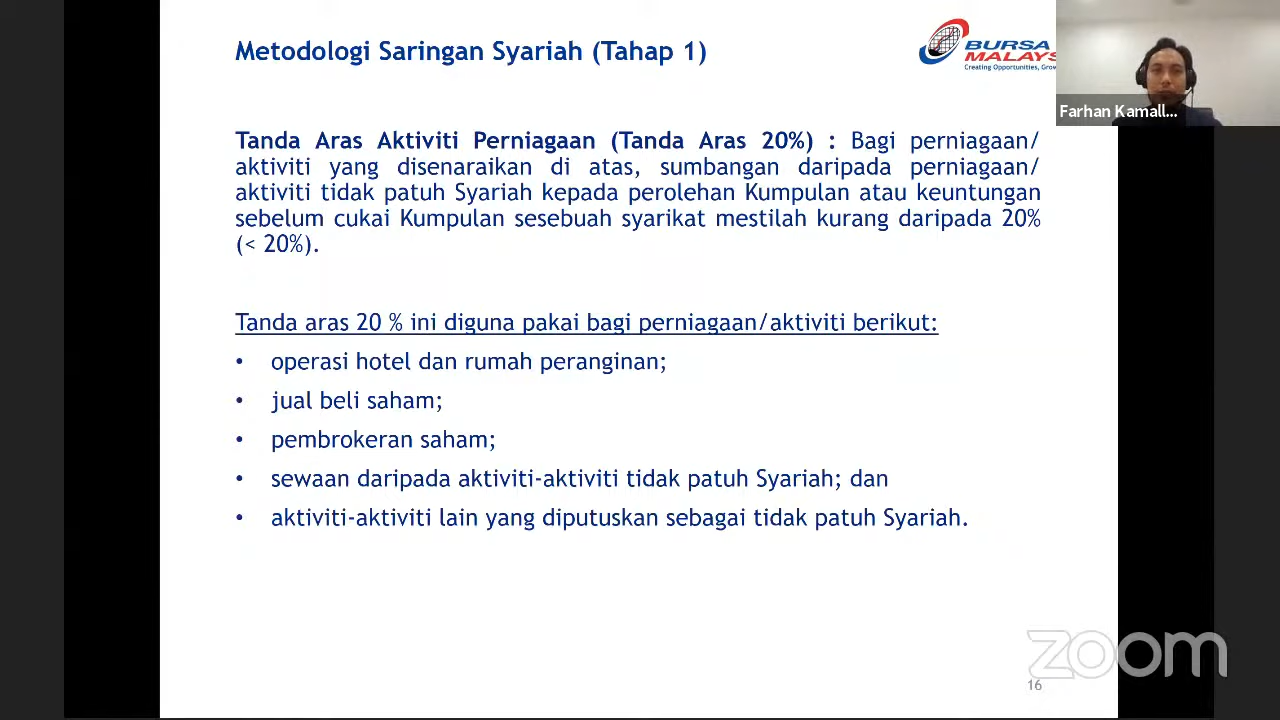 Metodologi Saringan Syariah (Tahap 1)
BURSA
MALAYS
Creating Opportunities, Grow
Farhan Kamall...
Tanda Aras Aktiviti Perniagaan (Tanda Aras 20%) : Bagi perniagaan/
aktiviti yang disenaraikan di atas, sumbangan daripada perniagaan/
aktiviti tidak patuh Syariah kepada perolehan Kumpulan atau keuntungan
sebelum cukai Kumpulan sesebuah syarikat mestilah kurang daripada 20%
(< 20%).
Tanda aras 20 % ini diguna pakai bagi perniagaan/aktiviti berikut:
• operasi hotel dan rumah peranginan;
• jual beli saham;
• pembrokeran saham;
• sewaan daripada aktiviti-aktiviti tidak patuh Syariah; dan
• aktiviti-aktiviti lain yang diputuskan sebagai tidak patuh Syariah.
zoom
16